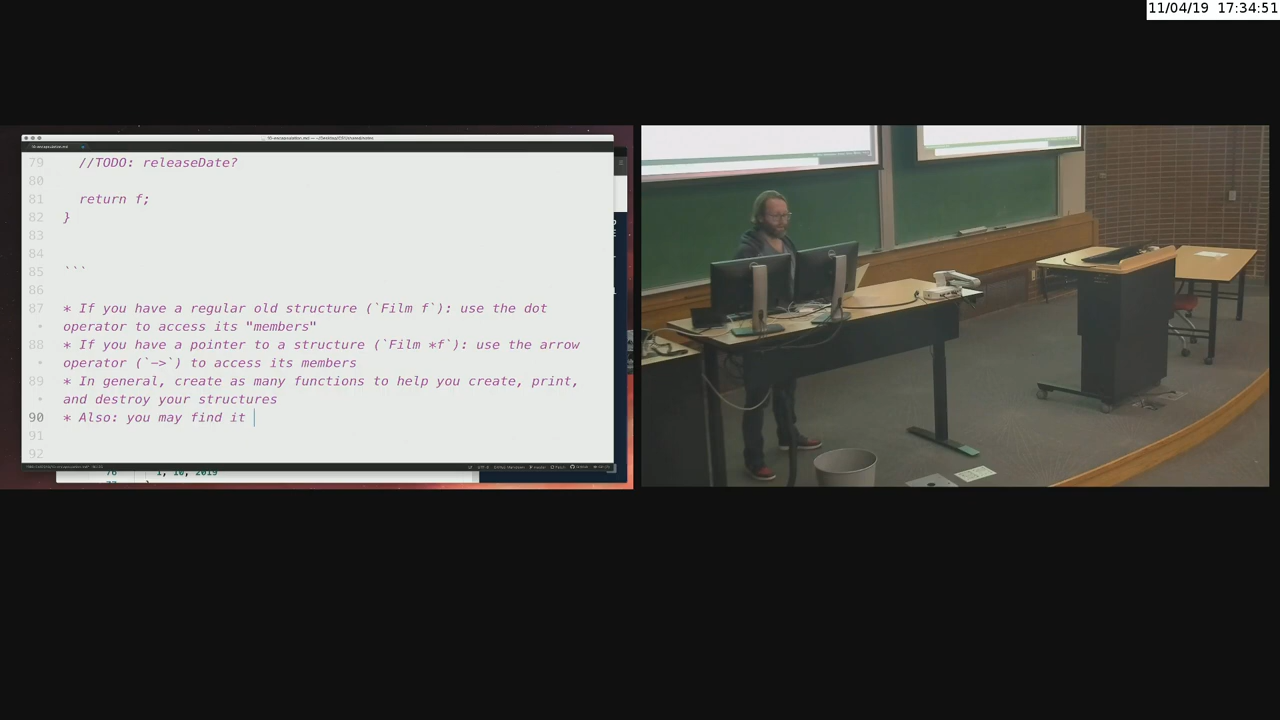 11/04/19 17:34:51
79 //TODO: releaseDate?
80
81 return f;
82 }
83
84
85 ```
86
87 * If you have a regular old structure (`Film f`): use the dot
operator to access its "members"
88 * If you have a pointer to a structure (`Film *f`): use the arrow
operator (`->`) to access its members
89 * In general, create as many functions to help you create, print,
and destroy your structures
90 * Also: you may find it
91
92
1, 10, 2019